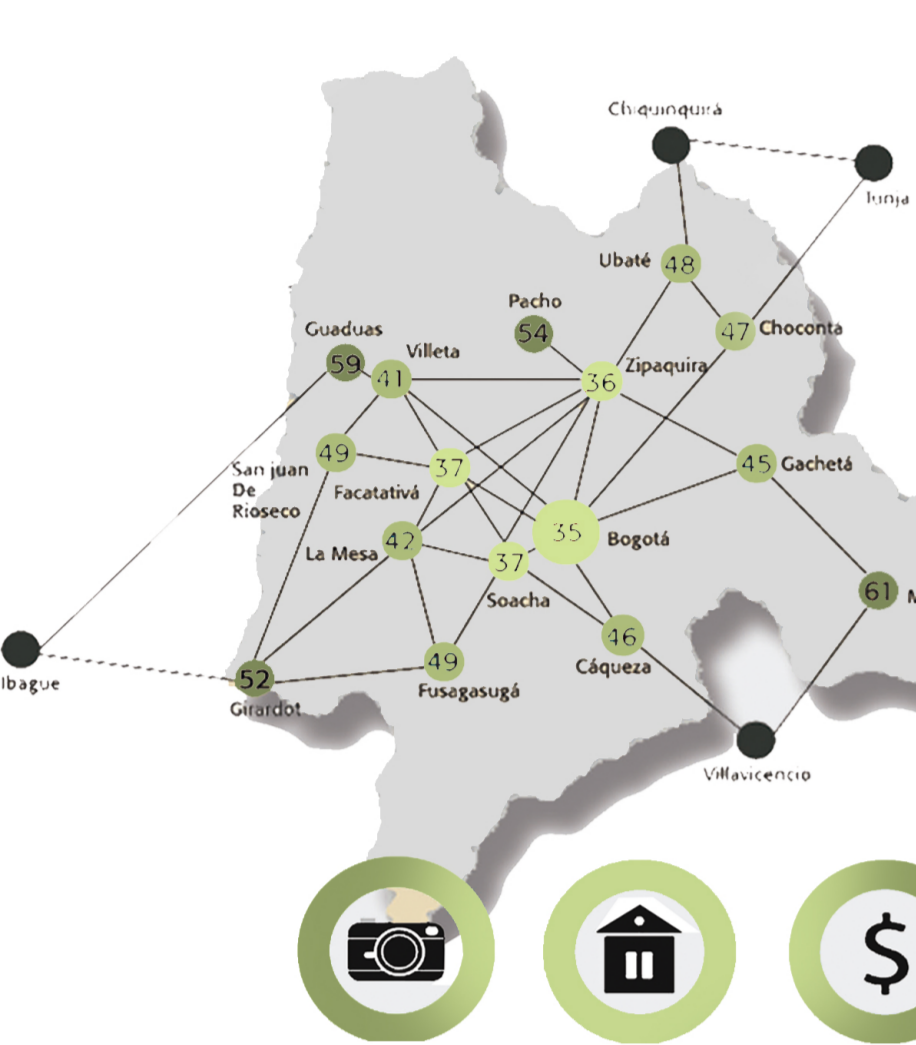 Chiquinquirá
Tunja
Ubaté
48
Pacho
54
47
Choconta
Guaduas
59
Villeta
41
Zipaquira
36
49
San juan
De
Rioseco
37
Facatativá
45
Gachetá
La Mesa
42
35
Bogotá
37
Soacha
61
M
46
Cáqueza
49
Fusagasugá
Ibague
52
Girardot
Villavicencio
$